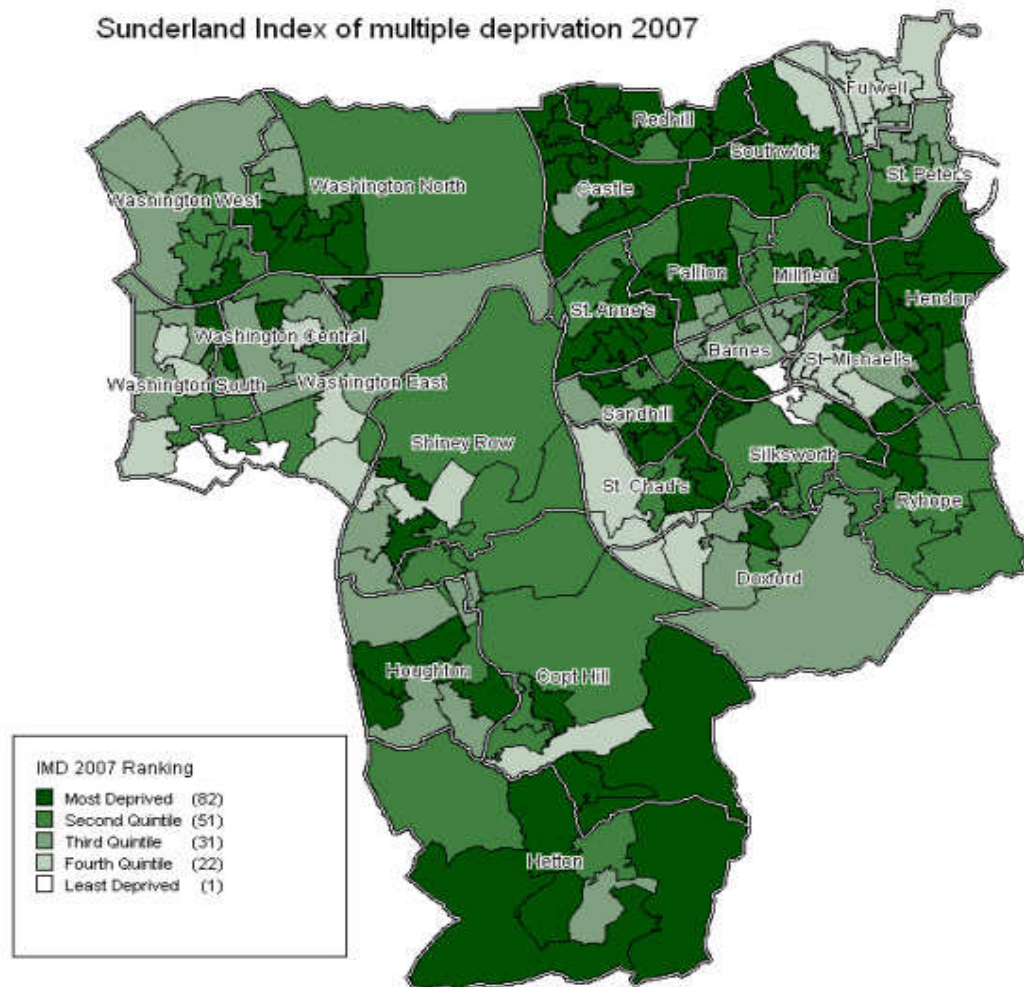 Sunderland Index of multiple deprivation 2007
Fulwell
Redhill
Southwick
St. Peter's
Castle
Washington North
Washington West
Pallion
Millfield
Hendon
St. Anne's
Washington Central
Barnes
St. Michael's
Washington South
Washington East
Sandhill
Shiney Row
Silksworth
St. Chad's
Ryhope
Doxford
Houghton
Copt Hill
Hetton
IMD 2007 Ranking
Most Deprived (82)
Second Quintile (51)
Third Quintile (31)
Fourth Quintile (22)
Least Deprived (1)